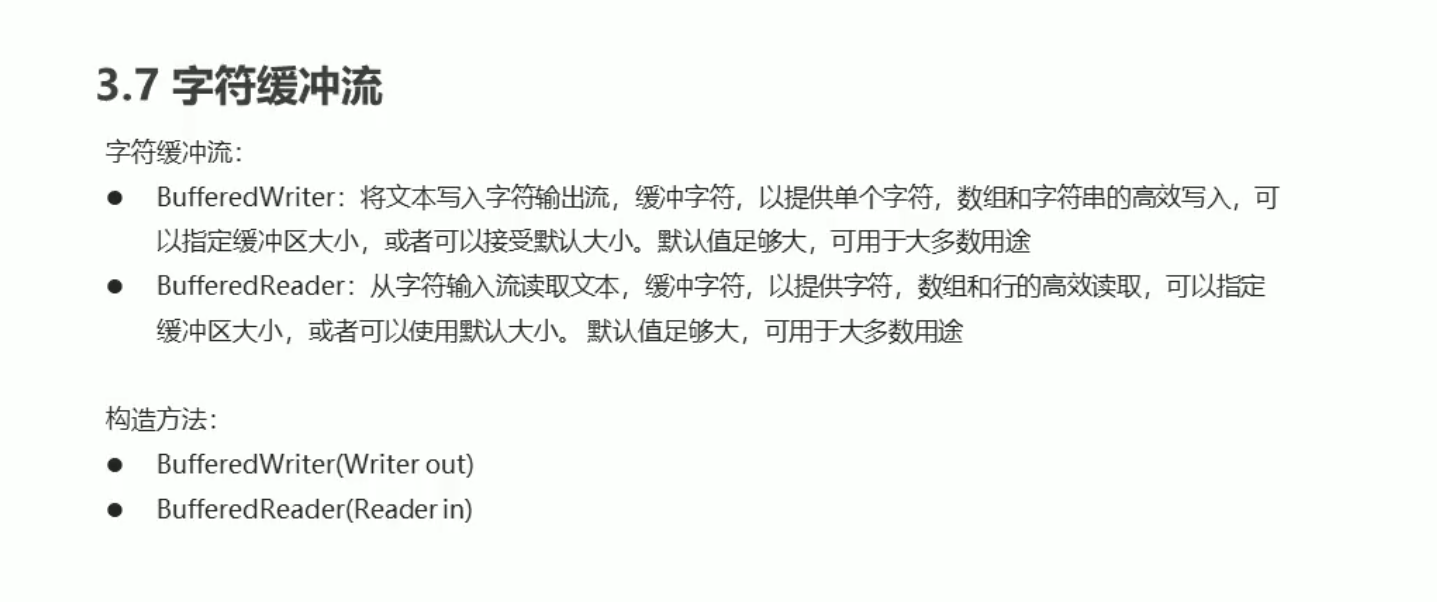 3.7 字符缓冲流
字符缓冲流：
● BufferedWriter：将文本写入字符输出流，缓冲字符，以提供单个字符，数组和字符串的高效写入，可
以指定缓冲区大小，或者可以接受默认大小。默认值足够大，可用于大多数用途
● BufferedReader：从字符输入流读取文本，缓冲字符，以提供字符，数组和行的高效读取，可以指定
缓冲区大小，或者可以使用默认大小。 默认值足够大，可用于大多数用途
构造方法：
● BufferedWriter(Writer out)
● BufferedReader(Reader in)